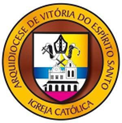 ARQUIDIOCESE DE VITÓRIA DO ESPÍRITO SANTO
IGREJA CATÓLICA